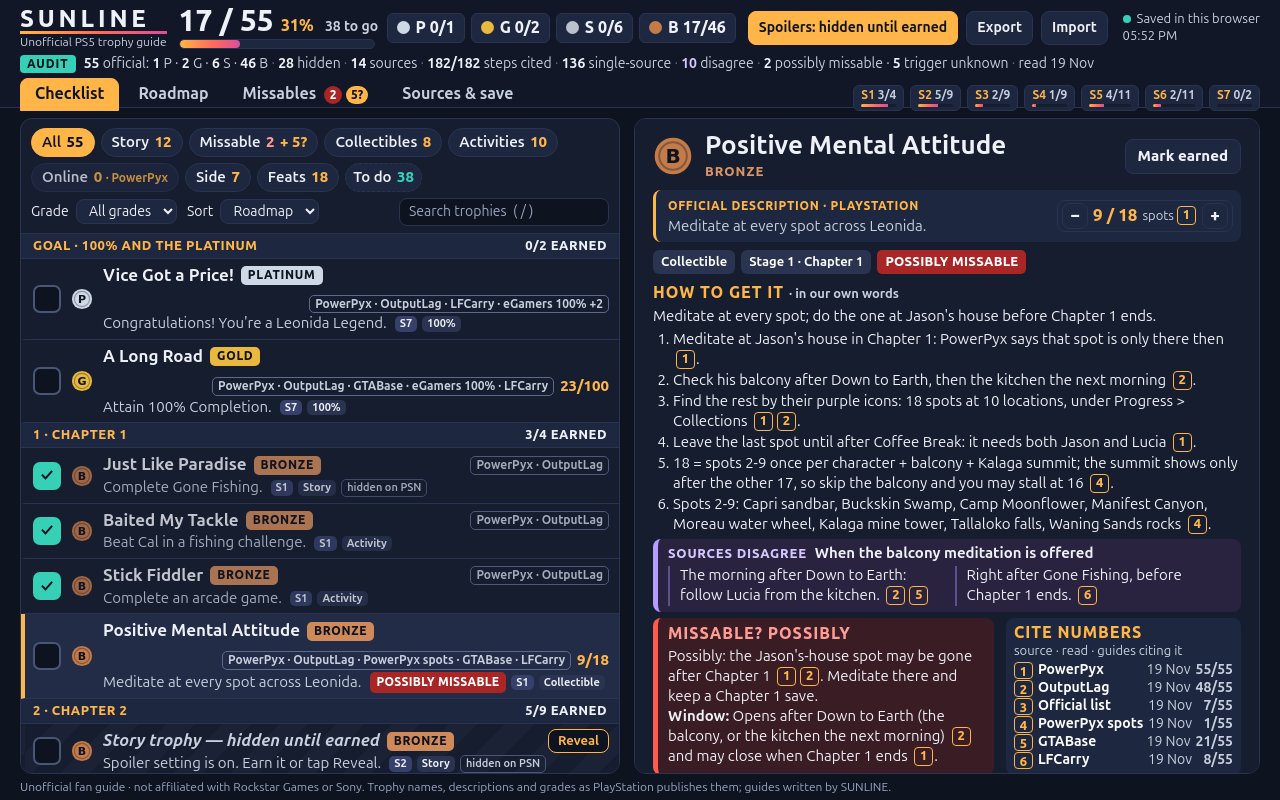 SUNLINE
Unofficial PS5 trophy guide
17 / 55 31% 38 to go
P 0/1
G 0/2
S 0/6
B 17/46
Spoilers: hidden until earned
Export
Import
Saved in this browser
05:52 PM
AUDIT 55 official: 1 P · 2 G · 6 S · 46 B · 28 hidden · 14 sources · 182/182 steps cited · 136 single-source · 10 disagree · 2 possibly missable · 5 trigger unknown · read 19 Nov
Checklist
Roadmap
Missables 2 5?
Sources & save
S1 3/4
S2 5/9
S3 2/9
S4 1/9
S5 4/11
S6 2/11
S7 0/2
All 55
Story 12
Missable 2 + 5?
Collectibles 8
Activities 10
Online 0 · PowerPyx
Side 7
Feats 18
To do 38
Grade All grades Sort Roadmap Search trophies (/)
GOAL · 100% AND THE PLATINUM 0/2 EARNED
P Vice Got a Price! PLATINUM
PowerPyx · OutputLag · LFCarry · eGamers 100% +2
Congratulations! You're a Leonida Legend. S7 100%
G A Long Road GOLD
PowerPyx · OutputLag · GTABase · eGamers 100% · LFCarry 23/100
Attain 100% Completion. S7 100%
1 · CHAPTER 1 3/4 EARNED
B Just Like Paradise BRONZE PowerPyx · OutputLag
Complete Gone Fishing. S1 Story hidden on PSN
B Baited My Tackle BRONZE PowerPyx · OutputLag
Beat Cal in a fishing challenge. S1 Activity
B Stick Fiddler BRONZE PowerPyx · OutputLag
Complete an arcade game. S1 Activity
B Positive Mental Attitude BRONZE
PowerPyx · OutputLag · PowerPyx spots · GTABase · LFCarry 9/18
Meditate at every spot across Leonida. POSSIBLY MISSABLE S1 Collectible
2 · CHAPTER 2 5/9 EARNED
B Story trophy — hidden until earned BRONZE Reveal
Spoiler setting is on. Earn it or tap Reveal. S2 Story hidden on PSN
B Positive Mental Attitude
BRONZE
Mark earned
OFFICIAL DESCRIPTION · PLAYSTATION
Meditate at every spot across Leonida.
− 9 / 18 spots 1 +
Collectible
Stage 1 · Chapter 1
POSSIBLY MISSABLE
HOW TO GET IT · in our own words
Meditate at every spot; do the one at Jason's house before Chapter 1 ends.
1. Meditate at Jason's house in Chapter 1: PowerPyx says that spot is only there then
1.
2. Check his balcony after Down to Earth, then the kitchen the next morning 2.
3. Find the rest by their purple icons: 18 spots at 10 locations, under Progress >
Collections 1 2.
4. Leave the last spot until after Coffee Break: it needs both Jason and Lucia 1.
5. 18 = spots 2-9 once per character + balcony + Kalaga summit; the summit shows only
after the other 17, so skip the balcony and you may stall at 16 4.
6. Spots 2-9: Capri sandbar, Buckskin Swamp, Camp Moonflower, Manifest Canyon,
Moreau water wheel, Kalaga mine tower, Tallaloko falls, Waning Sands rocks 4.
SOURCES DISAGREE When the balcony meditation is offered
The morning after Down to Earth:
follow Lucia from the kitchen. 2 5
Right after Gone Fishing, before
Chapter 1 ends. 6
MISSABLE? POSSIBLY
Possibly: the Jason's-house spot may be gone
after Chapter 1 1 2. Meditate there and
keep a Chapter 1 save.
Window: Opens after Down to Earth (the
balcony, or the kitchen the next morning) 2
and may close when Chapter 1 ends 1.
CITE NUMBERS
source · read · guides citing it
1 PowerPyx 19 Nov 55/55
2 OutputLag 19 Nov 48/55
3 Official list 19 Nov 7/55
4 PowerPyx spots 19 Nov 1/55
5 GTABase 19 Nov 21/55
6 LFCarry 19 Nov 8/55
Unofficial fan guide · not affiliated with Rockstar Games or Sony. Trophy names, descriptions and grades as PlayStation publishes them; guides written by SUNLINE.